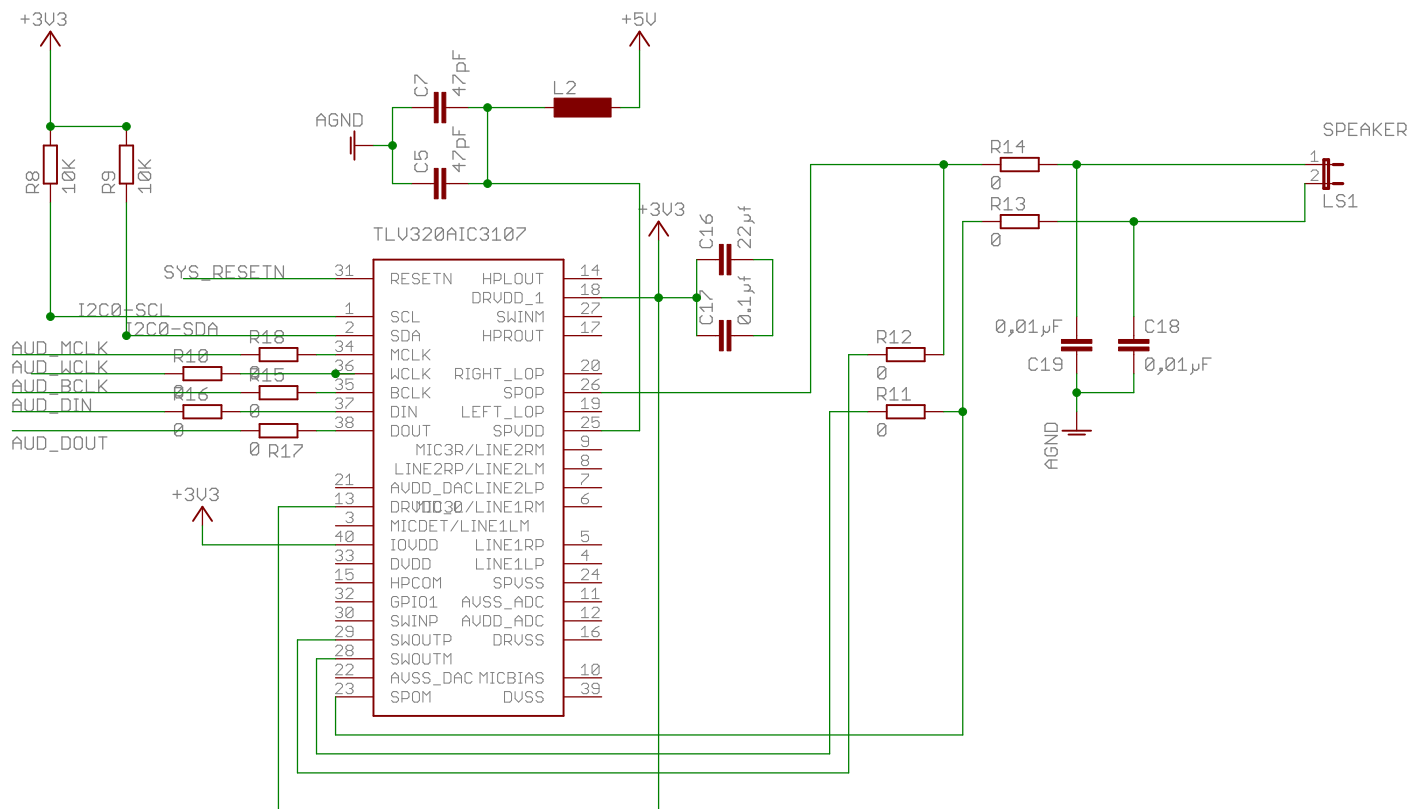 +3V3
+5V
C7
47pF
L2
AGND
C5
47pF
R8
10K
R9
10K
SPEAKER
1
2
LS1
R14
0
R13
0
+3V3
C16
22µf
C17
0.1µf
TLV320AIC3107
SYS_RESETN
31
RESETN
HPLOUT
14
DRVDD_1
18
I2C0-SCL
1
SCL
SWINM
27
I2C0-SDA
2
SDA
HPROUT
17
AUD_MCLK
R18
34
MCLK
AUD_WCLK
R10
0
36
WCLK
RIGHT_LOP
20
AUD_BCLK
0
R15
35
BCLK
SPOP
26
AUD_DIN
R16
0
37
DIN
LEFT_LOP
19
AUD_DOUT
0
0
R17
38
DOUT
SPVDD
25
MIC3R/LINE2RM
9
LINE2RP/LINE2LM
8
21
AVDD_DAC
LINE2LP
7
13
DRVDD_0
MIC3L/LINE1RM
6
3
MICDET/LINE1LM
+3V3
40
IOVDD
LINE1RP
5
33
DVDD
LINE1LP
4
15
HPCOM
SPVSS
24
32
GPIO1
AVSS_ADC
11
30
SWINP
AVDD_ADC
12
29
SWOUTP
DRVSS
16
28
SWOUTM
22
AVSS_DAC
MICBIAS
10
23
SPOM
DVSS
39
R12
0
R11
0
0,01µF
C19
C18
0,01µF
AGND